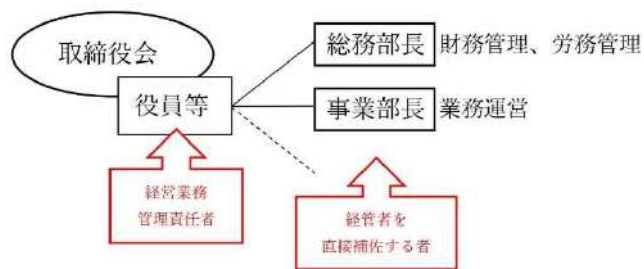 取締役会
役員等
総務部長 財務管理、労務管理
事業部長 業務運営
経営業務
管理責任者
経管者を
直接補佐する者